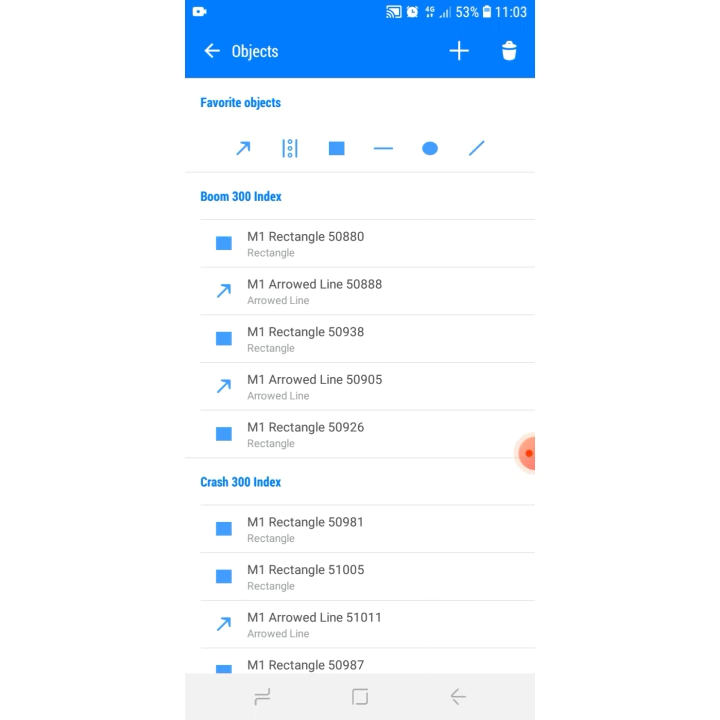 4G 53% 11:03
Objects
Favorite objects
Boom 300 Index
M1 Rectangle 50880
Rectangle
M1 Arrowed Line 50888
Arrowed Line
M1 Rectangle 50938
Rectangle
M1 Arrowed Line 50905
Arrowed Line
M1 Rectangle 50926
Rectangle
Crash 300 Index
M1 Rectangle 50981
Rectangle
M1 Rectangle 51005
Rectangle
M1 Arrowed Line 51011
Arrowed Line
M1 Rectangle 50987